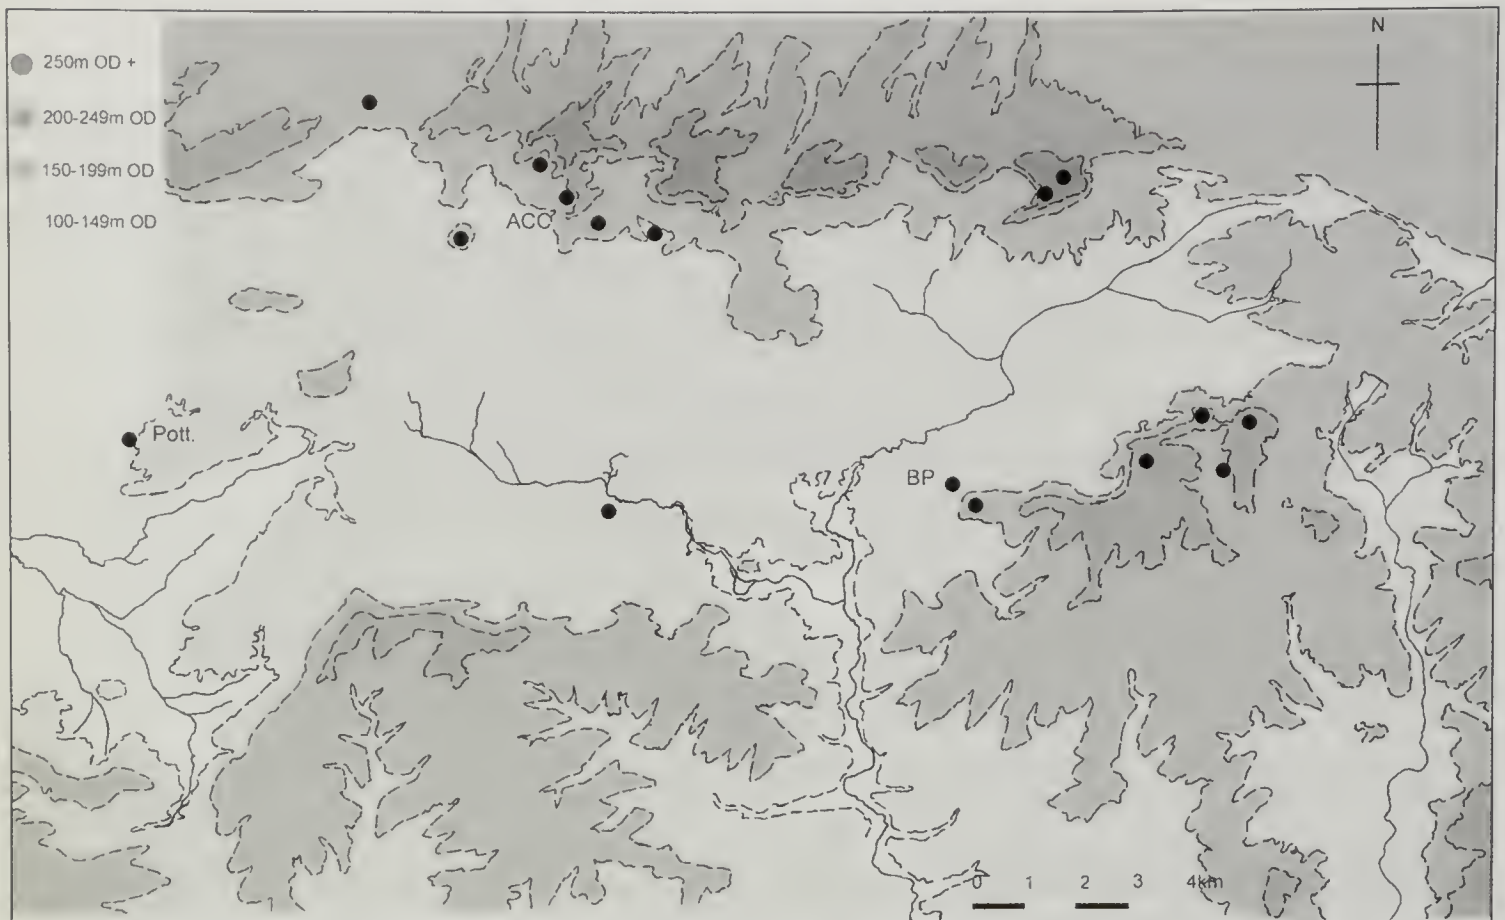 N
250m OD +
200-249m OD
150-199m OD
100-149m OD
ACC
Pott.
BP
0 1 2 3 4km